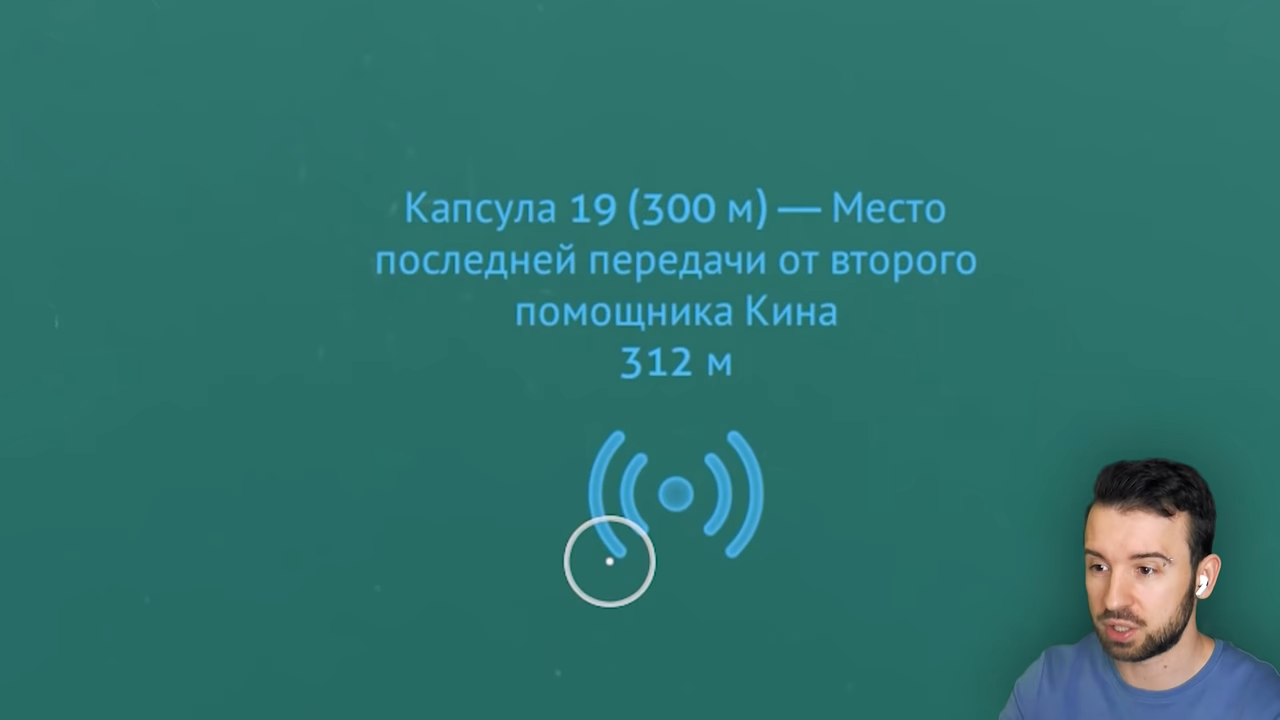 Капсула 19 (300 м) — Место
последней передачи от второго
помощника Кина
312 м